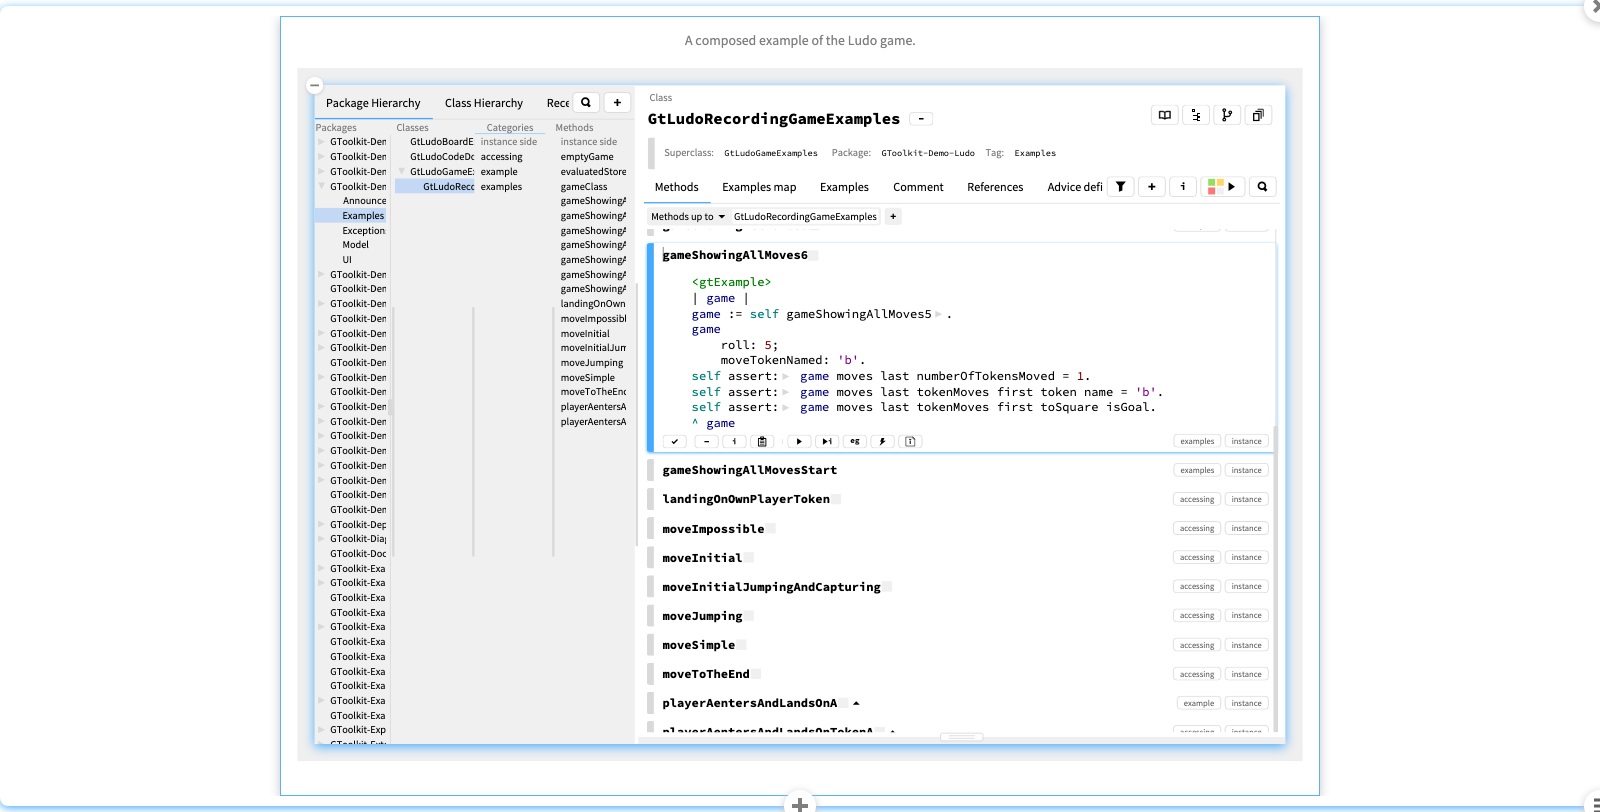 A composed example of the Ludo game.
Package Hierarchy
Class Hierarchy
Rece
+
Packages
Classes
Categories
Methods
GToolkit-Den
GtLudoBoardE
instance side
instance side
GToolkit-Den
GtLudoCodeDc
accessing
emptyGame
GToolkit-Den
GtLudoGameE:
example
evaluatedStore
GToolkit-Den
GtLudoRecc
examples
gameClass
Announce
gameShowingA
Examples
gameShowingA
Exception:
gameShowingA
Model
gameShowingA
UI
gameShowingA
GToolkit-Den
gameShowingA
GToolkit-Den
gameShowingA
GToolkit-Den
landingOnOwn
GToolkit-Den
moveImpossibl
GToolkit-Den
moveInitial
GToolkit-Den
moveInitialJum
GToolkit-Den
moveJumping
GToolkit-Den
moveSimple
GToolkit-Den
moveToTheEnc
GToolkit-Den
playerAentersA
GToolkit-Den
playerAentersA
GToolkit-Den
GToolkit-Den
GToolkit-Den
GToolkit-Den
GToolkit-Den
GToolkit-Den
GToolkit-Dep
GToolkit-Dia
GToolkit-Doc
GToolkit-Exa
GToolkit-Exa
GToolkit-Exa
GToolkit-Exa
GToolkit-Exa
GToolkit-Exa
GToolkit-Exa
GToolkit-Exa
GToolkit-Exa
GToolkit-Exa
GToolkit-Exa
GToolkit-Exp
Class
GtLudoRecordingGameExamples
-
Superclass: GtLudoGameExamples Package: GToolkit-Demo-Ludo Tag: Examples
Methods
Examples map
Examples
Comment
References
Advice defi
+
i
Methods up to
GtLudoRecordingGameExamples
+
gameShowingAllMoves6
<gtExample>
| game |
game := self gameShowingAllMoves5 .
game
roll: 5;
moveTokenNamed: 'b'.
self assert: game moves last numberOfTokensMoved = 1.
self assert: game moves last tokenMoves first token name = 'b'.
self assert: game moves last tokenMoves first toSquare isGoal.
^ game
i
eg
examples
instance
gameShowingAllMovesStart
examples
instance
landingOnOwnPlayerToken
accessing
instance
moveImpossible
accessing
instance
moveInitial
accessing
instance
moveInitialJumpingAndCapturing
accessing
instance
moveJumping
accessing
instance
moveSimple
accessing
instance
moveToTheEnd
accessing
instance
playerAentersAndLandsOnA
example
instance
playerAentersAndLandsOnTokenA